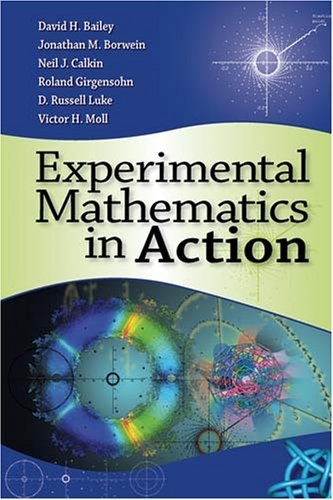 David H. Bailey
Jonathan M. Borwein
Neil J. Calkin
Roland Girgensohn
D. Russell Luke
Victor H. Moll
Experimental
Mathematics
in Action